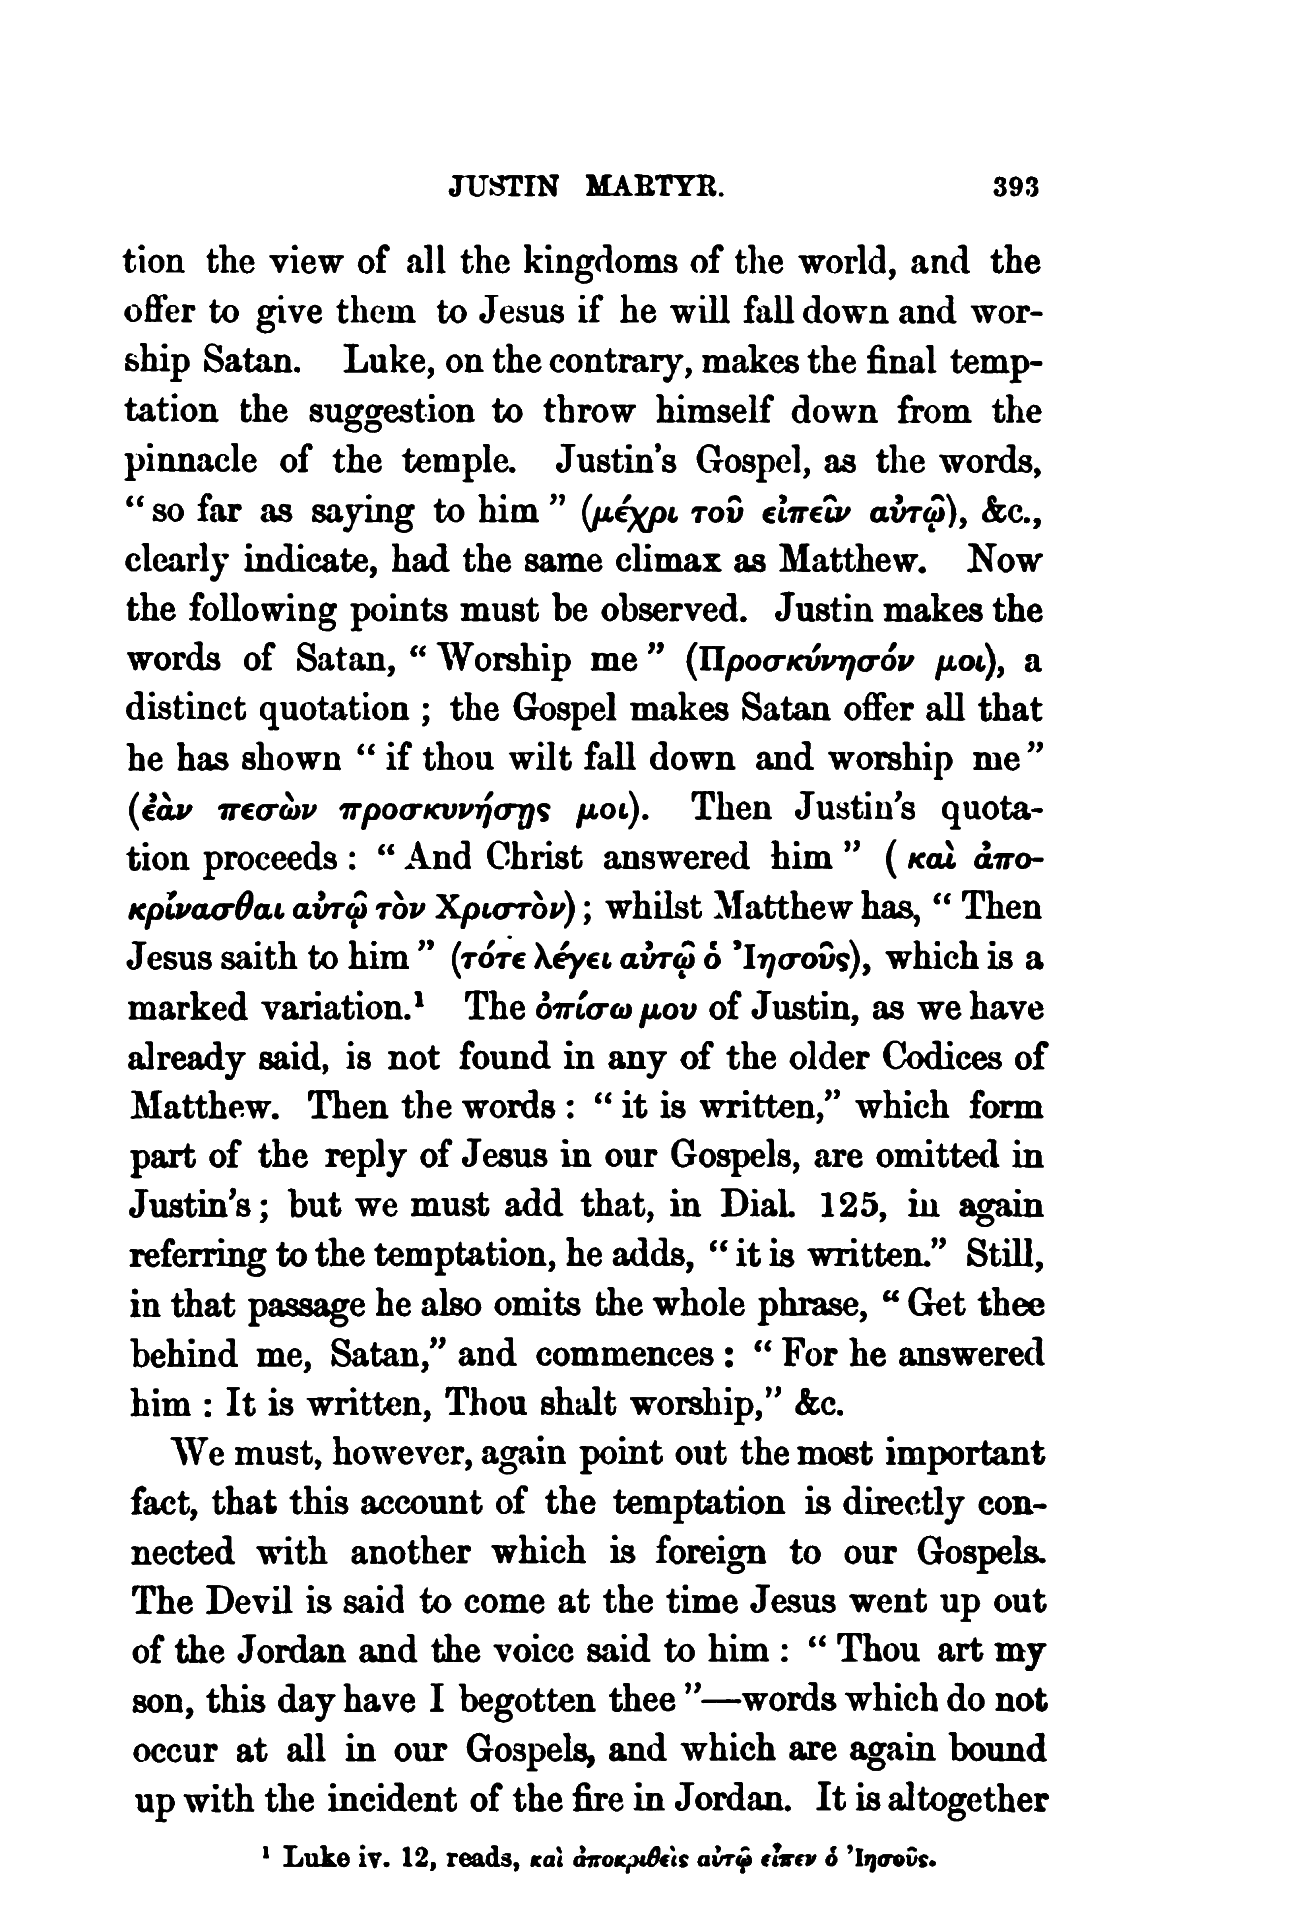 JUSTIN MARTYR. 393
tion the view of all the kingdoms of the world, and the
offer to give them to Jesus if he will fall down and wor-
ship Satan. Luke, on the contrary, makes the final temp-
tation the suggestion to throw himself down from the
pinnacle of the temple. Justin's Gospel, as the words,
“so far as saying to him” (μέχρι τοῦ εἰπεῖν αὐτῷ), &c.,
clearly indicate, had the same climax as Matthew. Now
the following points must be observed. Justin makes the
words of Satan, “Worship me” (Προσκύνησόν μοι), a
distinct quotation; the Gospel makes Satan offer all that
he has shown “if thou wilt fall down and worship me”
(ἐὰν πεσὼν προσκυνήσῃς μοι). Then Justin's quota-
tion proceeds: “And Christ answered him” (καὶ ἀπο-
κρίνασθαι αὐτῷ τὸν Χριστὸν); whilst Matthew has, “Then
Jesus saith to him” (τότε λέγει αὐτῷ ὁ Ἰησοῦς), which is a
marked variation.¹ The ὀπίσω μου of Justin, as we have
already said, is not found in any of the older Codices of
Matthew. Then the words: “it is written,” which form
part of the reply of Jesus in our Gospels, are omitted in
Justin's; but we must add that, in Dial. 125, in again
referring to the temptation, he adds, “it is written.” Still,
in that passage he also omits the whole phrase, “Get thee
behind me, Satan,” and commences: “For he answered
him: It is written, Thou shalt worship,” &c.
We must, however, again point out the most important
fact, that this account of the temptation is directly con-
nected with another which is foreign to our Gospels.
The Devil is said to come at the time Jesus went up out
of the Jordan and the voice said to him: “Thou art my
son, this day have I begotten thee”—words which do not
occur at all in our Gospels, and which are again bound
up with the incident of the fire in Jordan. It is altogether
¹ Luke iv. 12, reads, καὶ ἀποκριθεὶς αὐτῷ εἶπεν ὁ Ἰησοῦς.